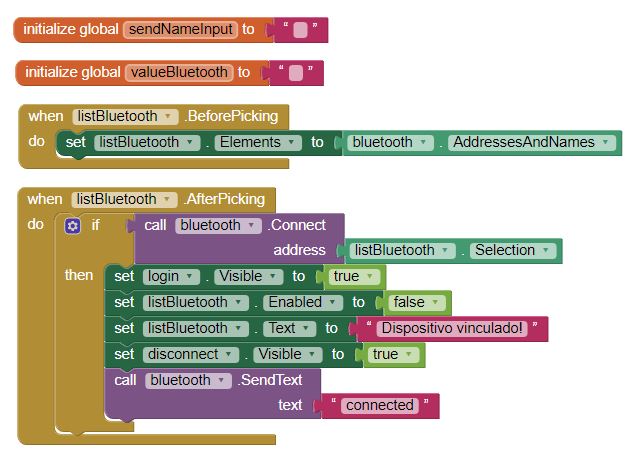 initialize global sendNameInput to “ ”
initialize global valueBluetooth to “ ”
when listBluetooth .BeforePicking
do set listBluetooth . Elements to bluetooth . AddressesAndNames
when listBluetooth .AfterPicking
do if call bluetooth .Connect
address listBluetooth . Selection
then set login . Visible to true
set listBluetooth . Enabled to false
set listBluetooth . Text to “ Dispositivo vinculado! ”
set disconnect . Visible to true
call bluetooth .SendText
text “ connected ”